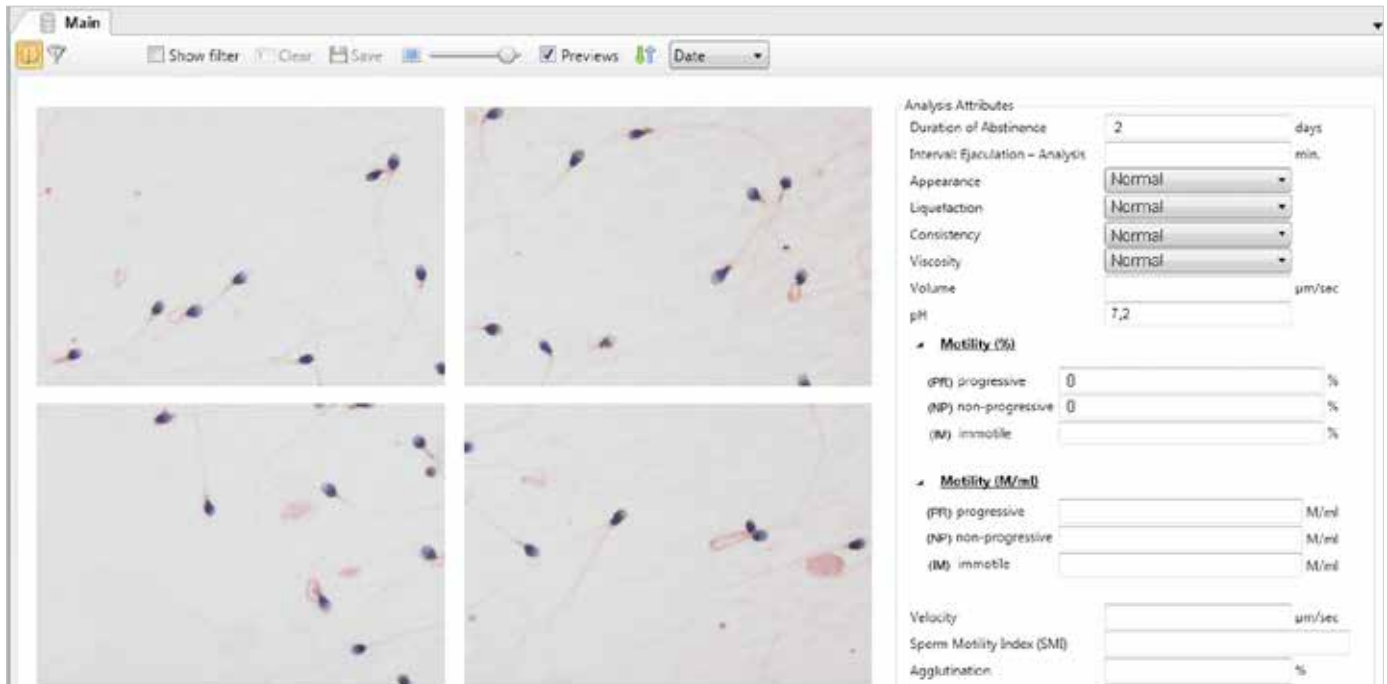 Main
Show filter Clear Save Previews Date
Analysis Attributes
Duration of Abstinence 2 days
Interval: Ejaculation – Analysis min.
Appearance Normal
Liquefaction Normal
Consistency Normal
Viscosity Normal
Volume µm/sec
pH 7,2
Motility (%)
(PR) progressive 0 %
(NP) non-progressive 0 %
(IM) immotile %
Motility (M/ml)
(PR) progressive M/ml
(NP) non-progressive M/ml
(IM) immotile M/ml
Velocity µm/sec
Sperm Motility Index (SMI)
Agglutination %